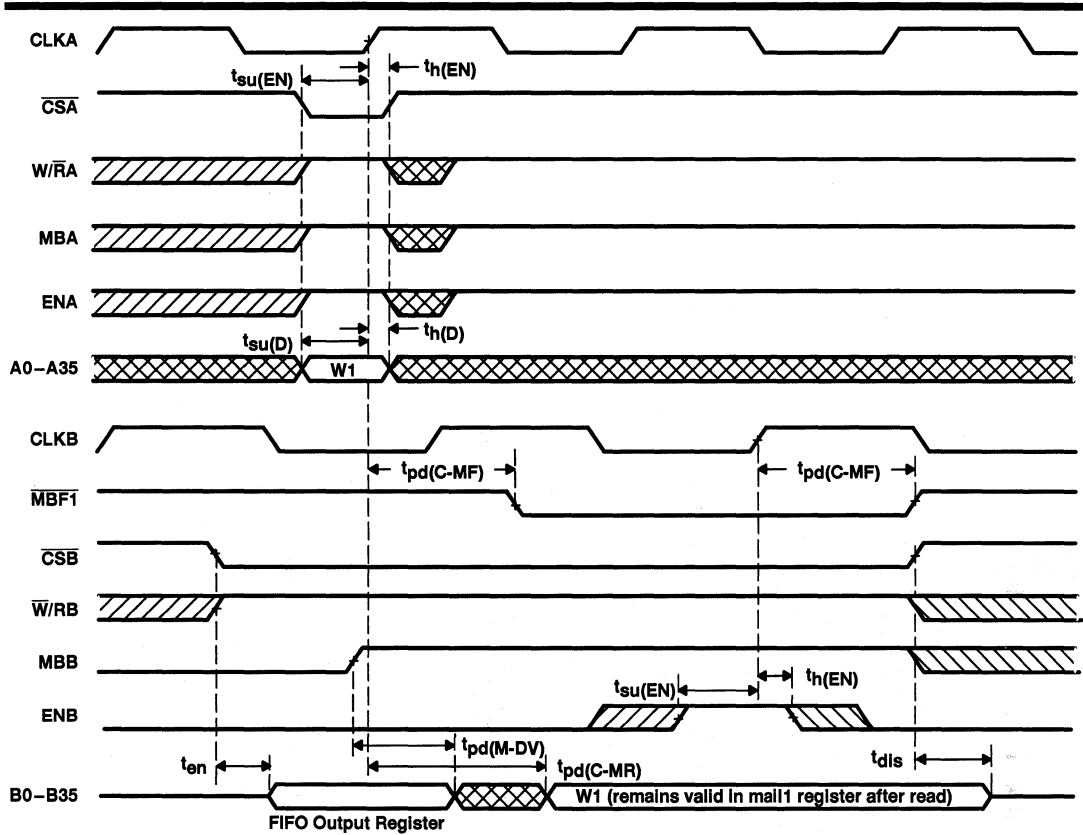 CLKA
tsu(EN)
th(EN)
CSA
W/RA
MBA
ENA
tsu(D)
th(D)
A0–A35
W1
CLKB
tpd(C-MF)
tpd(C-MF)
MBF1
CSB
W/RB
MBB
tsu(EN)
th(EN)
ENB
ten
tpd(M-DV)
tpd(C-MR)
tdis
B0–B35
W1 (remains valid in mail1 register after read)
FIFO Output Register